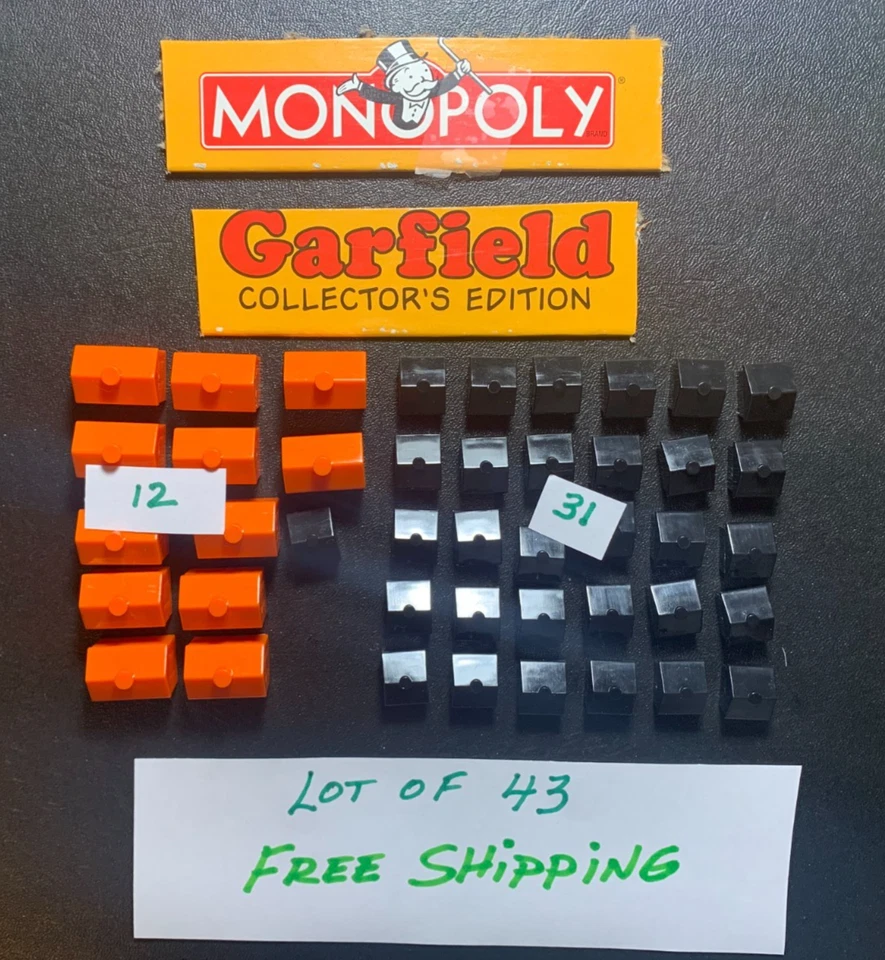 MONOPOLY
Garfield
COLLECTOR'S EDITION
12
31
LOT OF 43
FREE SHiPPiNG